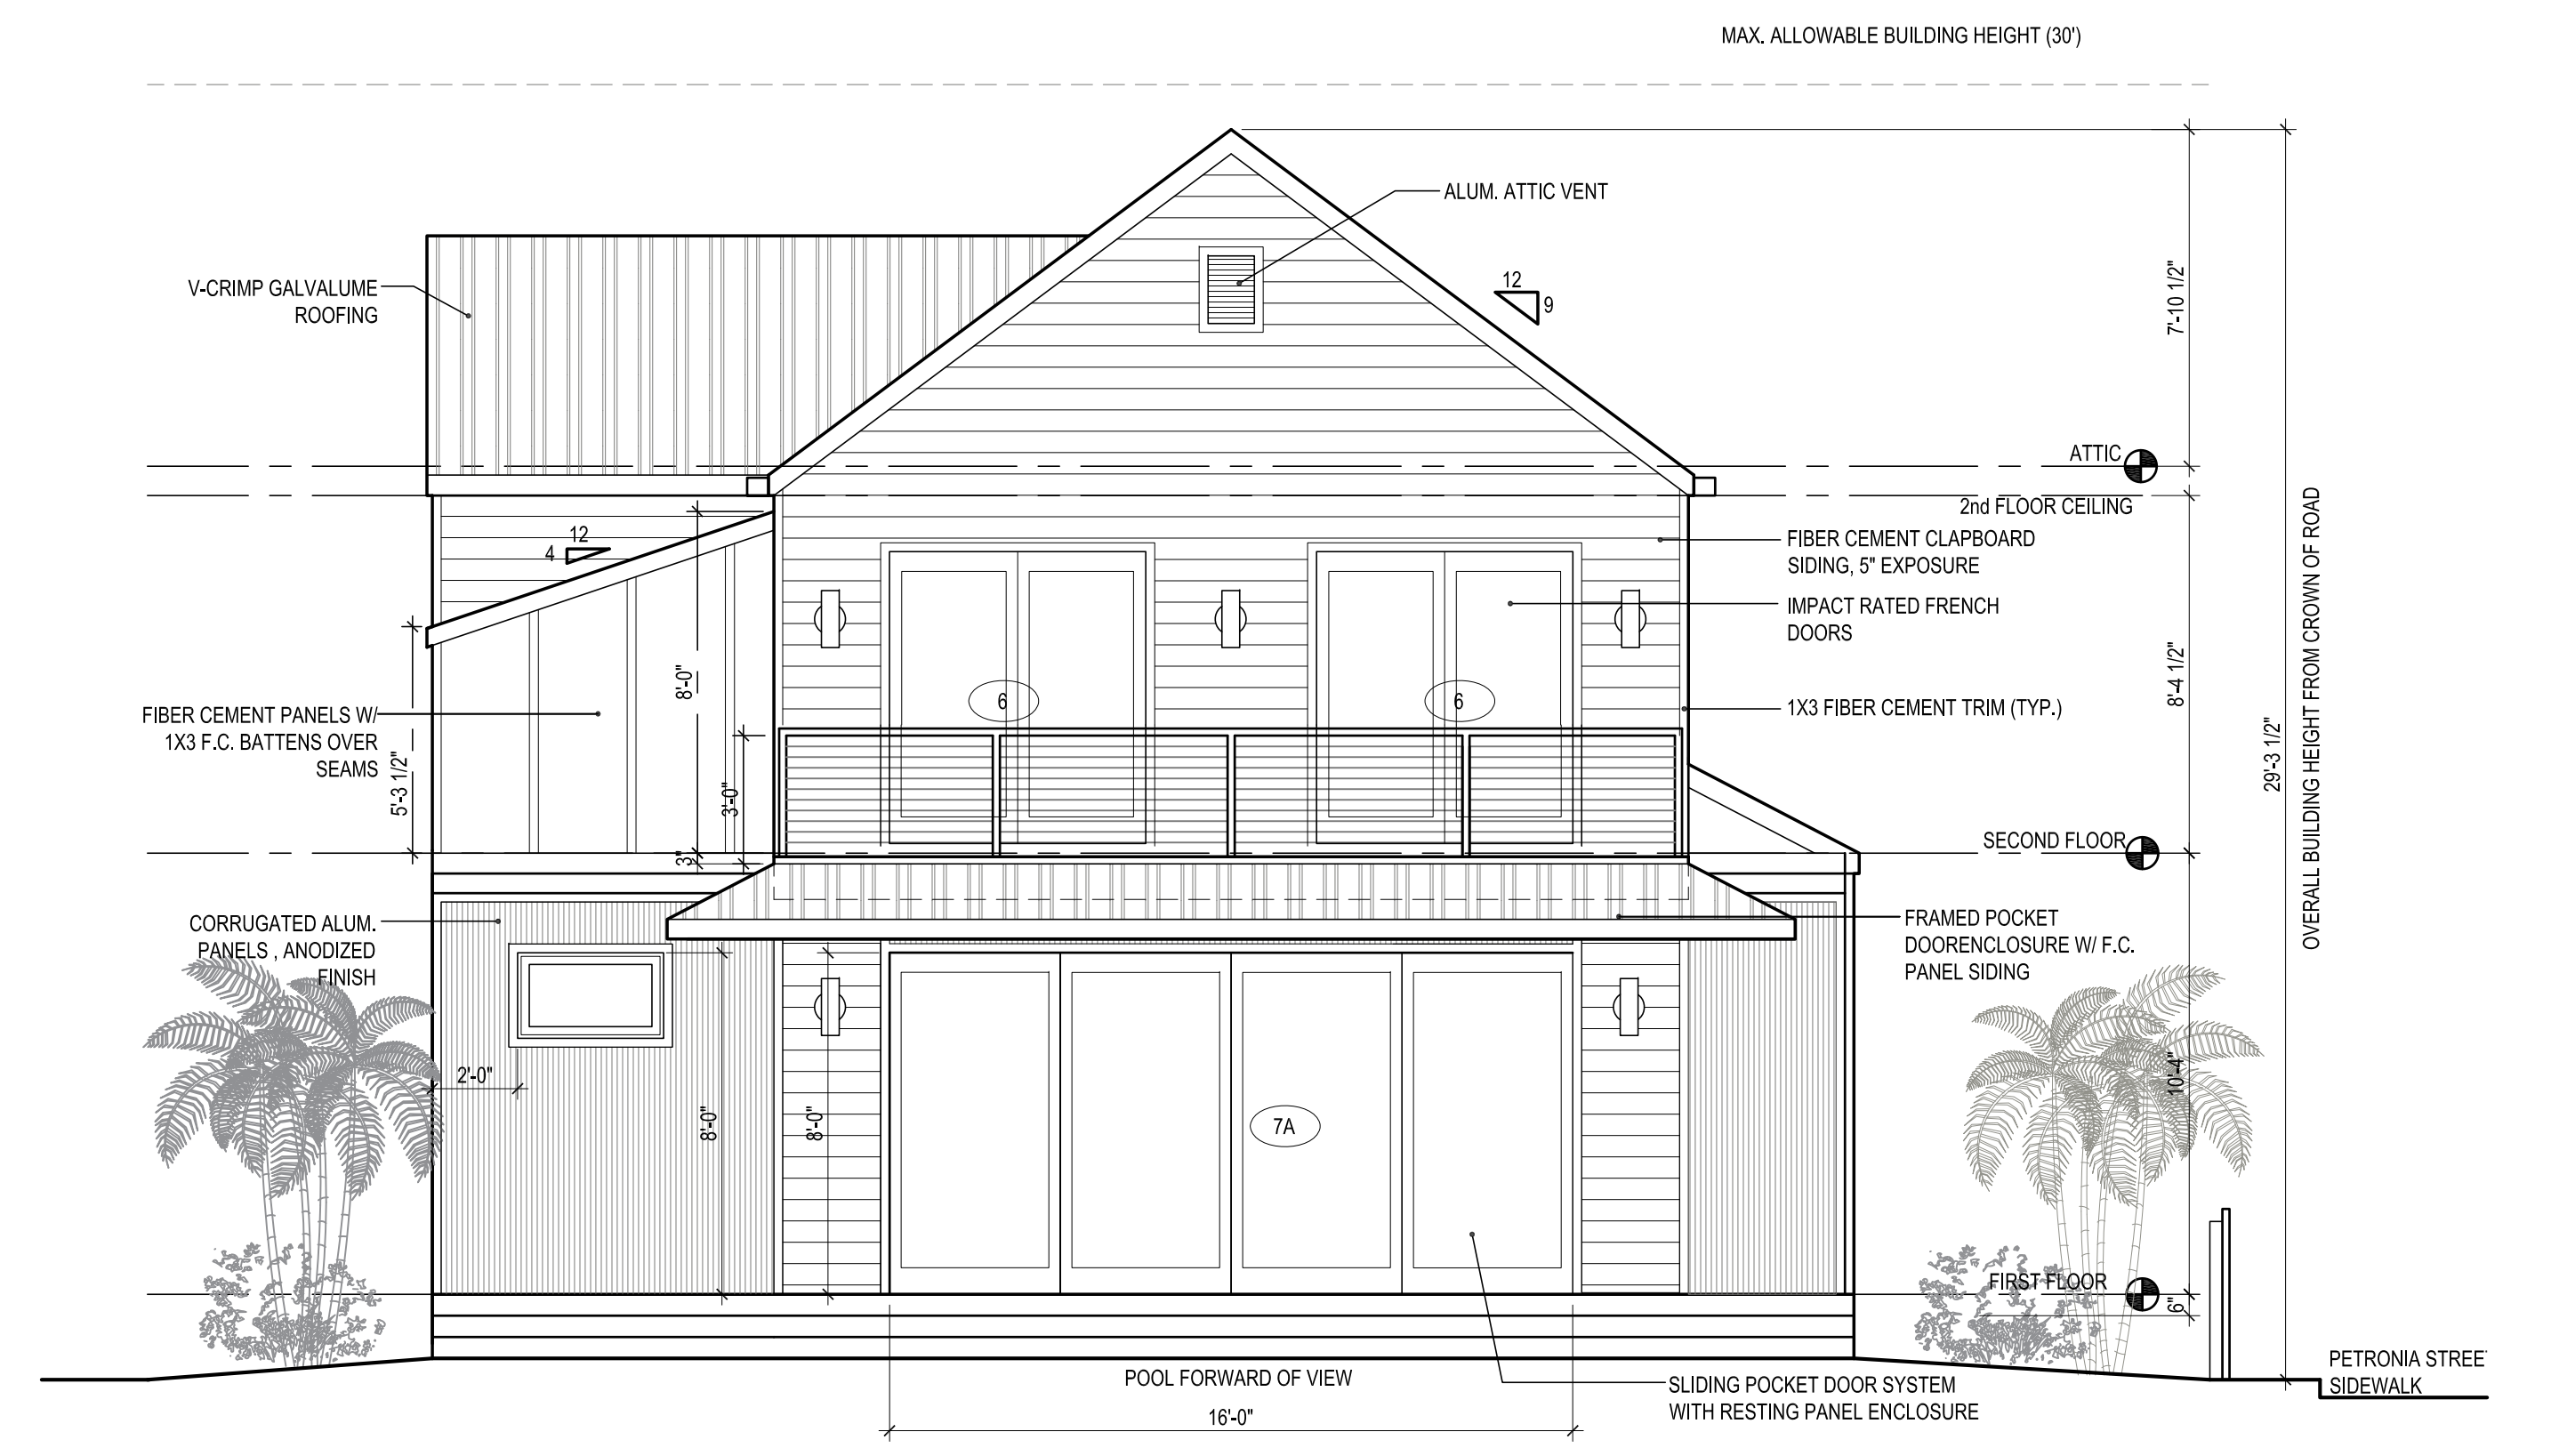 MAX. ALLOWABLE BUILDING HEIGHT (30')
ALUM. ATTIC VENT
V-CRIMP GALVALUME
ROOFING
12
9
7'-10 1/2"
ATTIC
2nd FLOOR CEILING
12
4
FIBER CEMENT CLAPBOARD
SIDING, 5" EXPOSURE
IMPACT RATED FRENCH
DOORS
8'-0"
6
6
8'-4 1/2"
1X3 FIBER CEMENT TRIM (TYP.)
FIBER CEMENT PANELS W/
1X3 F.C. BATTENS OVER
SEAMS
5'-3 1/2"
3'-0"
3"
29'-3 1/2"
OVERALL BUILDING HEIGHT FROM CROWN OF ROAD
SECOND FLOOR
CORRUGATED ALUM.
PANELS , ANODIZED
FINISH
FRAMED POCKET
DOORENCLOSURE W/ F.C.
PANEL SIDING
2'-0"
8'-0"
8'-0"
7A
10'-4"
FIRST FLOOR
6"
POOL FORWARD OF VIEW
SLIDING POCKET DOOR SYSTEM
WITH RESTING PANEL ENCLOSURE
16'-0"
PETRONIA STREE
SIDEWALK